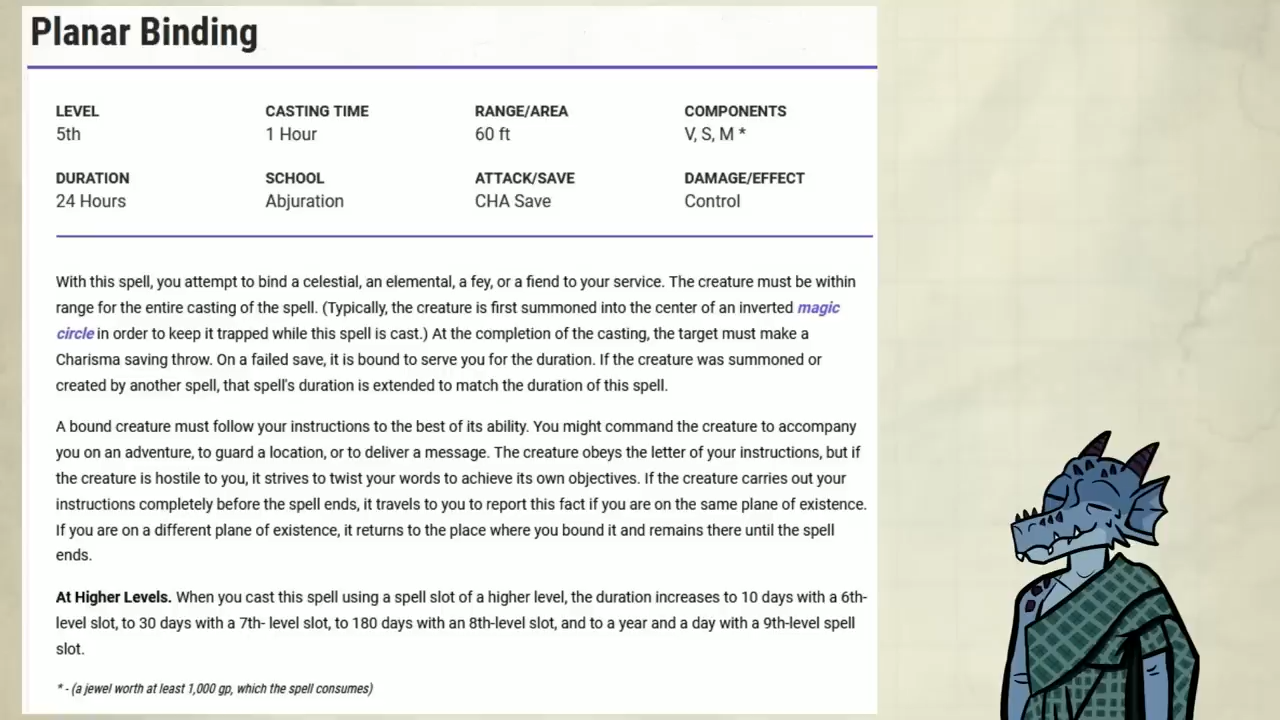 Planar Binding
LEVEL CASTING TIME RANGE/AREA COMPONENTS
5th 1 Hour 60 ft V, S, M *
DURATION SCHOOL ATTACK/SAVE DAMAGE/EFFECT
24 Hours Abjuration CHA Save Control
With this spell, you attempt to bind a celestial, an elemental, a fey, or a fiend to your service. The creature must be within
range for the entire casting of the spell. (Typically, the creature is first summoned into the center of an inverted magic
circle in order to keep it trapped while this spell is cast.) At the completion of the casting, the target must make a
Charisma saving throw. On a failed save, it is bound to serve you for the duration. If the creature was summoned or
created by another spell, that spell's duration is extended to match the duration of this spell.
A bound creature must follow your instructions to the best of its ability. You might command the creature to accompany
you on an adventure, to guard a location, or to deliver a message. The creature obeys the letter of your instructions, but if
the creature is hostile to you, it strives to twist your words to achieve its own objectives. If the creature carries out your
instructions completely before the spell ends, it travels to you to report this fact if you are on the same plane of existence.
If you are on a different plane of existence, it returns to the place where you bound it and remains there until the spell
ends.
At Higher Levels. When you cast this spell using a spell slot of a higher level, the duration increases to 10 days with a 6th-
level slot, to 30 days with a 7th- level slot, to 180 days with an 8th-level slot, and to a year and a day with a 9th-level spell
slot.
* - (a jewel worth at least 1,000 gp, which the spell consumes)